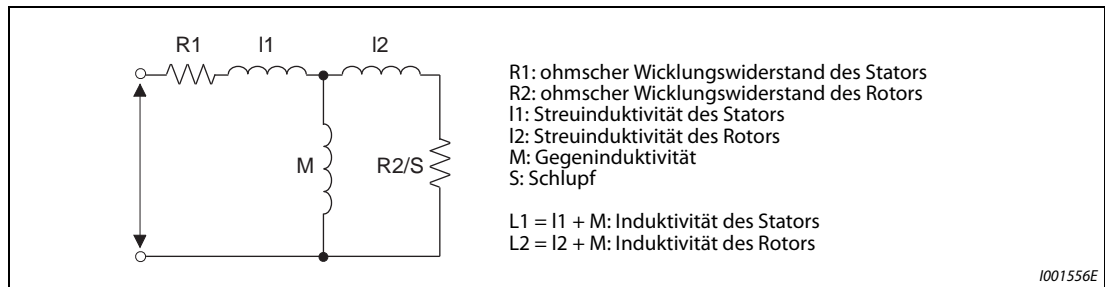 R1
l1
l2
M
R2/S
R1: ohmscher Wicklungswiderstand des Stators
R2: ohmscher Wicklungswiderstand des Rotors
l1: Streuinduktivität des Stators
l2: Streuinduktivität des Rotors
M: Gegeninduktivität
S: Schlupf
L1 = l1 + M: Induktivität des Stators
L2 = l2 + M: Induktivität des Rotors
I001556E